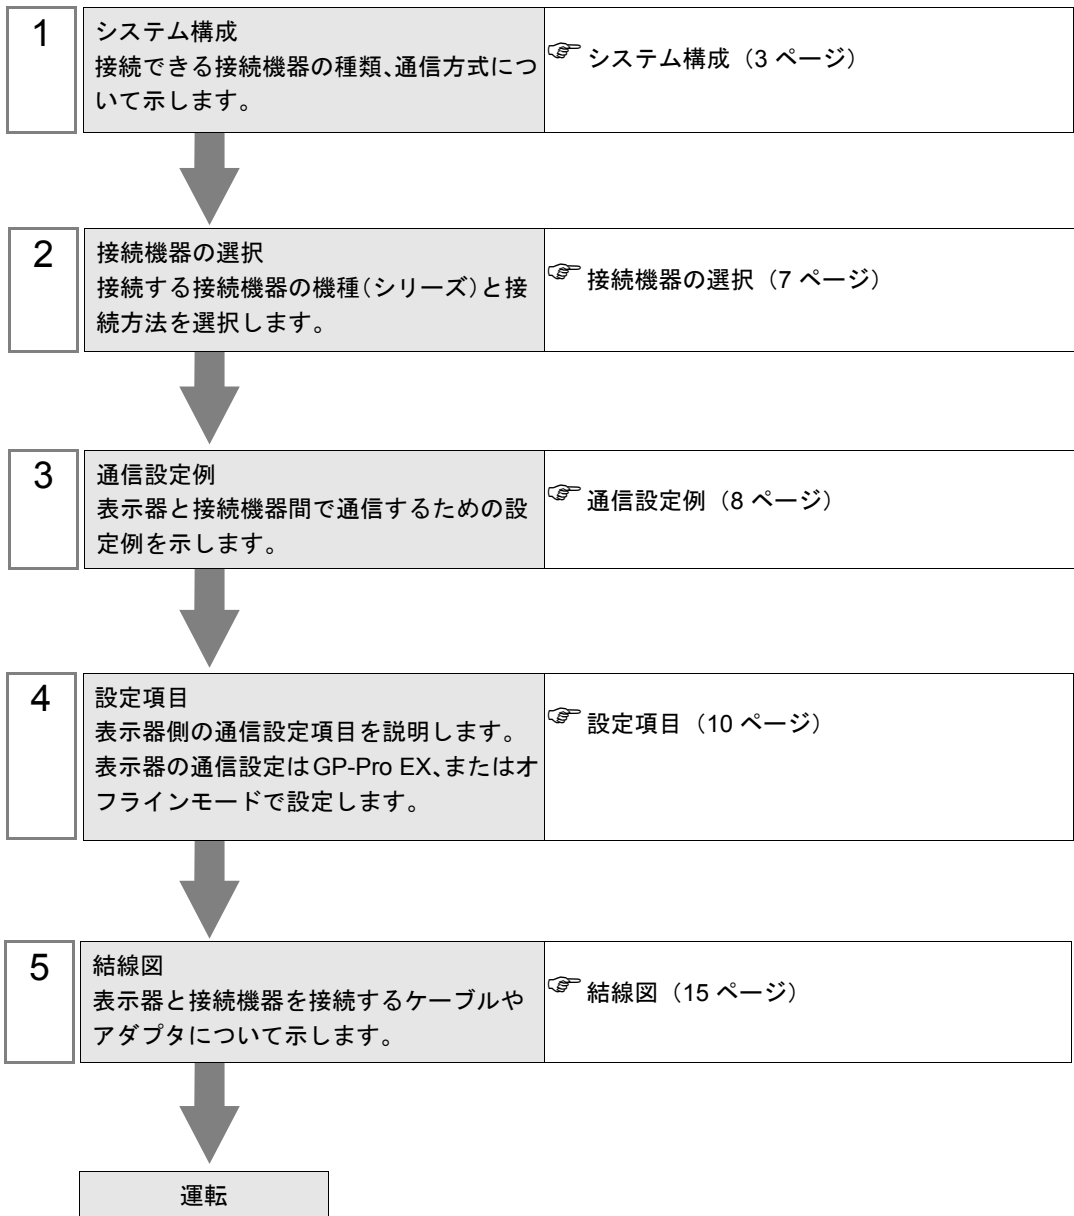 1
システム構成
接続できる接続機器の種類、通信方式につ
いて示します。
☞ システム構成（3 ページ）
2
接続機器の選択
接続する接続機器の機種（シリーズ）と接
続方法を選択します。
☞ 接続機器の選択（7 ページ）
3
通信設定例
表示器と接続機器間で通信するための設
定例を示します。
☞ 通信設定例（8 ページ）
4
設定項目
表示器側の通信設定項目を説明します。
表示器の通信設定はGP-Pro EX、またはオ
フラインモードで設定します。
☞ 設定項目（10 ページ）
5
結線図
表示器と接続機器を接続するケーブルや
アダプタについて示します。
☞ 結線図（15 ページ）
運転